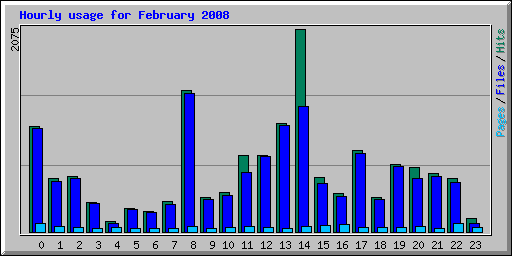 Hourly usage for February 2008
2075
Pages / Files / Hits
0 1 2 3 4 5 6 7 8 9 10 11 12 13 14 15 16 17 18 19 20 21 22 23